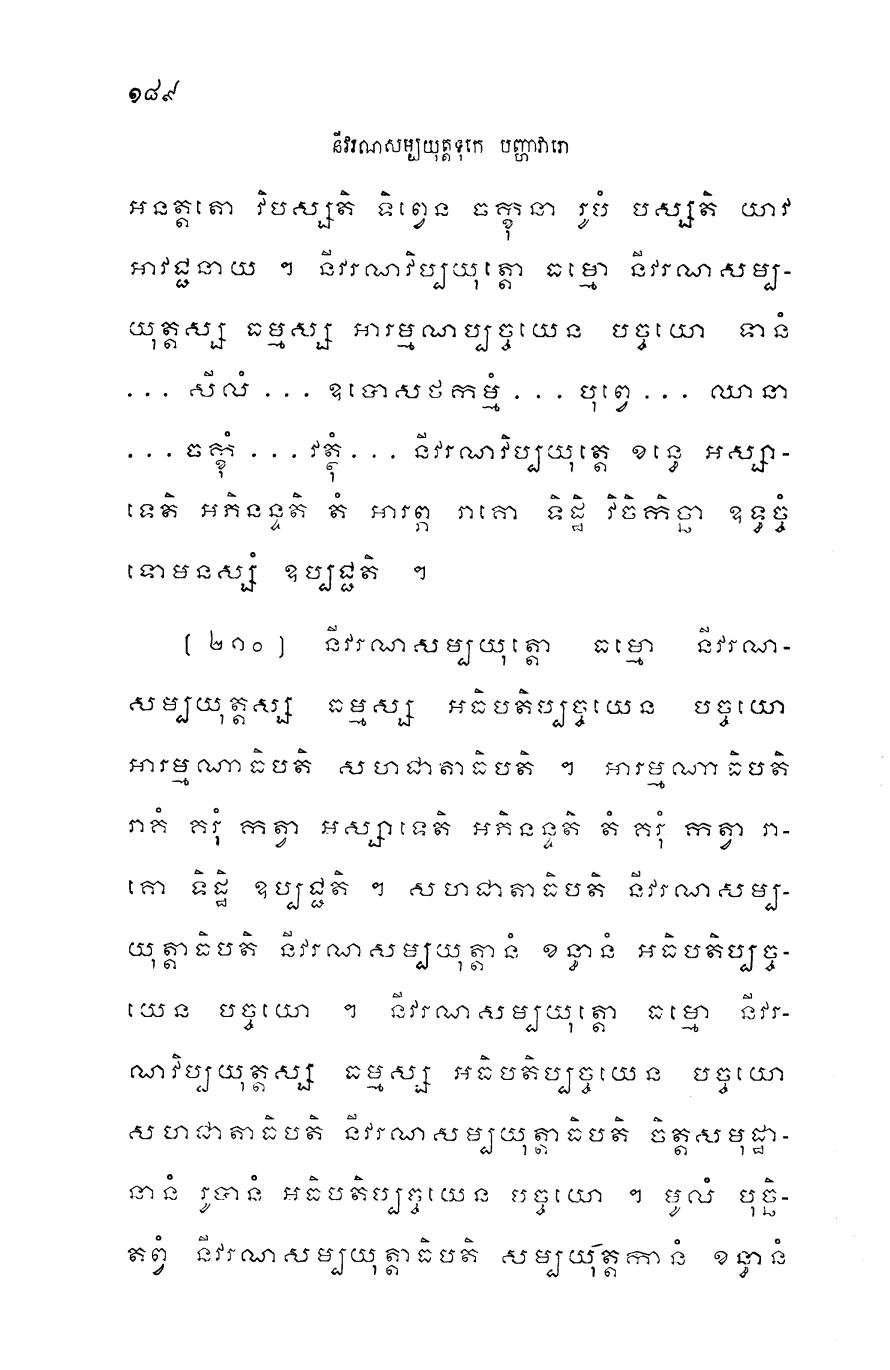 ១៨៩
នីវរណសម្បយុត្តទុកេ បញ្ហាវារោ
អនត្តតោ វិបស្សតិ ទិព្វេន ចក្ខុនា រូបំ បស្សតិ យាវ
អាវជ្ជនាយ ។ នីវរណវិប្បយុត្តោ ធម្មោ នីវរណសម្ប-
យុត្តស្ស ធម្មស្ស អារម្មណប្បច្ចយេន បច្ចយោ ទានំ
... សីលំ ... ឧបោសថកម្មំ ... បុព្វេ ... ឈានា
... ចក្ខុំ ... វត្ថុំ ... នីវរណវិប្បយុត្តេ ខន្ធេ អស្សា-
ទេតិ អភិនន្ទតិ តំ អារព្ភ រាគោ ទិដ្ឋិ វិចិកិច្ឆា ឧទ្ធច្ចំ
ទោមនស្សំ ឧប្បជ្ជតិ ។
[ ២១០ ] នីវរណសម្បយុត្តោ ធម្មោ នីវរណ-
សម្បយុត្តស្ស ធម្មស្ស អធិបតិប្បច្ចយេន បច្ចយោ
អារម្មណាធិបតិ សហជាតាធិបតិ ។ អារម្មណាធិបតិ
រាគំ គរុំ កត្វា អស្សាទេតិ អភិនន្ទតិ តំ គរុំ កត្វា រា-
គោ ទិដ្ឋិ ឧប្បជ្ជតិ ។ សហជាតាធិបតិ នីវរណសម្ប-
យុត្តាធិបតិ នីវរណសម្បយុត្តានំ ខន្ធានំ អធិបតិប្បច្ច-
យេន បច្ចយោ ។ នីវរណសម្បយុត្តោ ធម្មោ នីវរ-
ណវិប្បយុត្តស្ស ធម្មស្ស អធិបតិប្បច្ចយេន បច្ចយោ
សហជាតាធិបតិ នីវរណសម្បយុត្តាធិបតិ ចិត្តសមុដ្ឋា-
នានំ រូបានំ អធិបតិប្បច្ចយេន បច្ចយោ ។ មូលំ បុច្ឆិ-
តព្វំ នីវរណសម្បយុត្តាធិបតិ សម្បយុត្តកានំ ខន្ធានំ